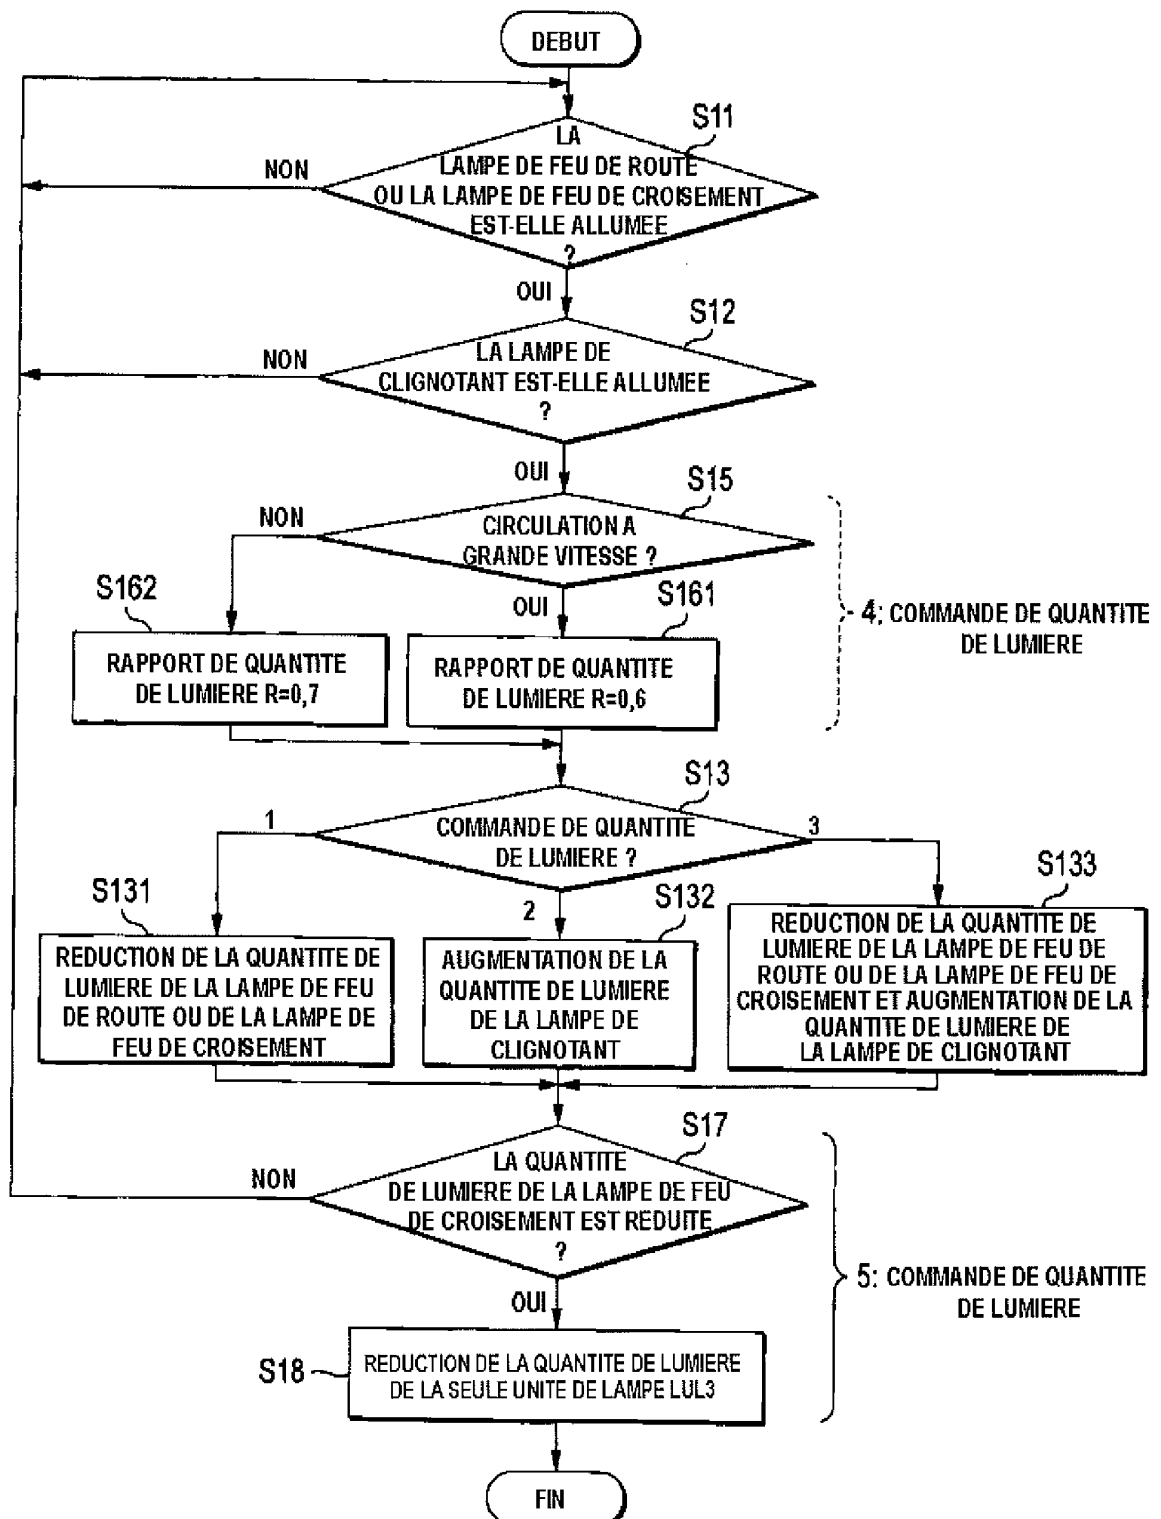 DEBUT
S11
LA
LAMPE DE FEU DE ROUTE
OU LA LAMPE DE FEU DE CROISEMENT
EST-ELLE ALLUMEE
?
NON
OUI
S12
LA LAMPE DE
CLIGNOTANT EST-ELLE ALLUMEE
?
NON
OUI
S15
CIRCULATION A
GRANDE VITESSE ?
NON
OUI
S162
RAPPORT DE QUANTITE
DE LUMIERE R=0,7
S161
RAPPORT DE QUANTITE
DE LUMIERE R=0,6
4: COMMANDE DE QUANTITE
DE LUMIERE
S13
COMMANDE DE QUANTITE
DE LUMIERE ?
1
2
3
S131
REDUCTION DE LA QUANTITE DE
LUMIERE DE LA LAMPE DE FEU
DE ROUTE OU DE LA LAMPE DE
FEU DE CROISEMENT
S132
AUGMENTATION DE LA
QUANTITE DE LUMIERE
DE LA LAMPE DE
CLIGNOTANT
S133
REDUCTION DE LA QUANTITE DE
LUMIERE DE LA LAMPE DE FEU DE
ROUTE OU DE LA LAMPE DE FEU DE
CROISEMENT ET AUGMENTATION DE LA
QUANTITE DE LUMIERE DE
LA LAMPE DE CLIGNOTANT
S17
LA QUANTITE
DE LUMIERE DE LA LAMPE DE FEU
DE CROISEMENT EST REDUITE
?
NON
OUI
5: COMMANDE DE QUANTITE
DE LUMIERE
S18
REDUCTION DE LA QUANTITE DE LUMIERE
DE LA SEULE UNITE DE LAMPE LUL3
FIN